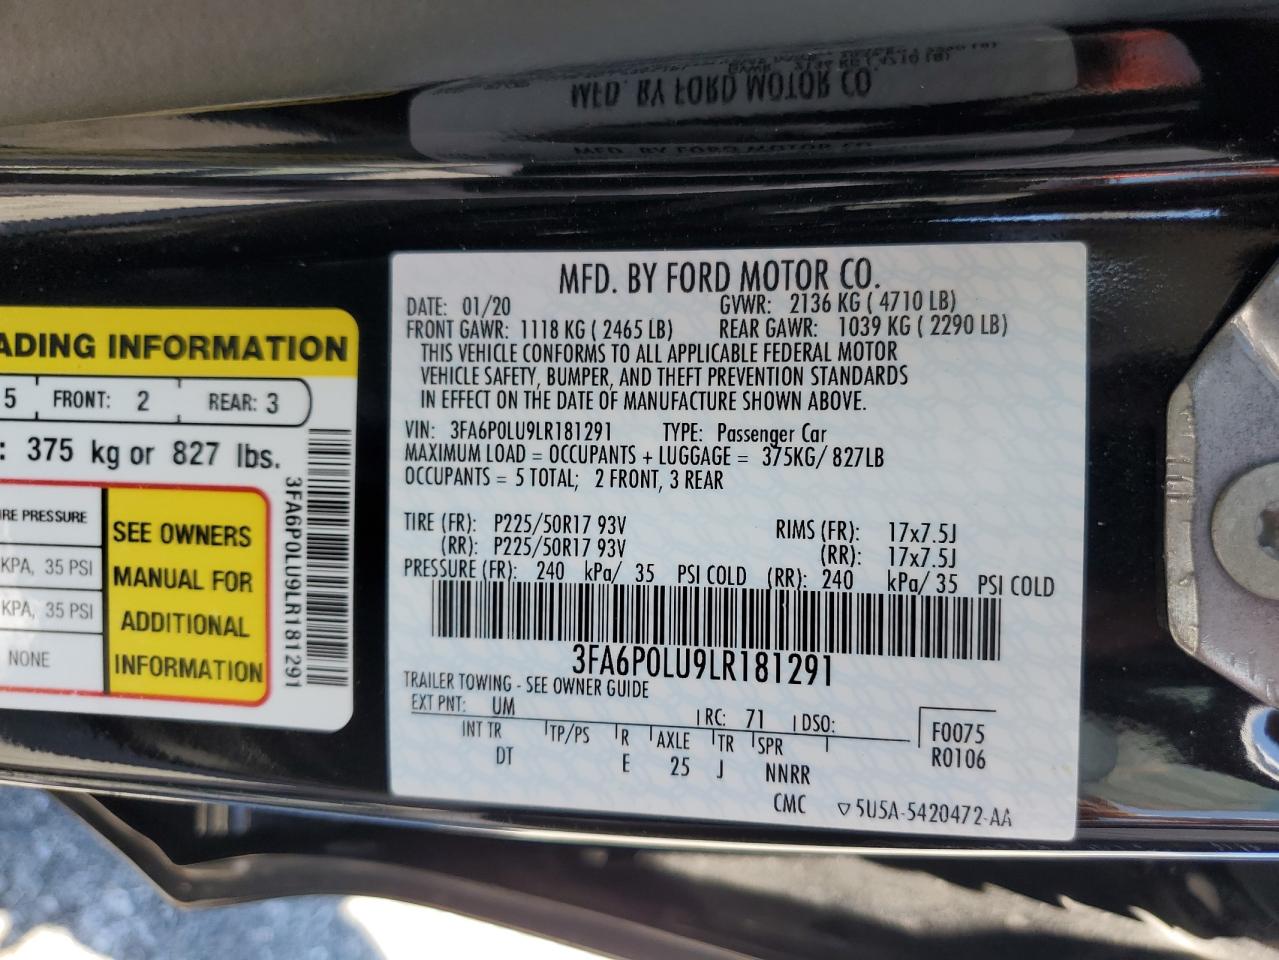 MFD. BY FORD MOTOR CO.
DATE: 01/20 GVWR: 2136 KG ( 4710 LB)
FRONT GAWR: 1118 KG ( 2465 LB) REAR GAWR: 1039 KG ( 2290 LB)
THIS VEHICLE CONFORMS TO ALL APPLICABLE FEDERAL MOTOR
VEHICLE SAFETY, BUMPER, AND THEFT PREVENTION STANDARDS
IN EFFECT ON THE DATE OF MANUFACTURE SHOWN ABOVE.
VIN: 3FA6P0LU9LR181291 TYPE: Passenger Car
MAXIMUM LOAD = OCCUPANTS + LUGGAGE = 375KG/ 827LB
OCCUPANTS = 5 TOTAL; 2 FRONT, 3 REAR
TIRE (FR): P225/50R17 93V RIMS (FR): 17x7.5J
(RR): P225/50R17 93V (RR): 17x7.5J
PRESSURE (FR): 240 kPa/ 35 PSI COLD (RR): 240 kPa/ 35 PSI COLD
3FA6P0LU9LR181291
TRAILER TOWING - SEE OWNER GUIDE
EXT PNT: UM RC: 71 DSO:
F0075
R0106
INT TR TP/PS R AXLE TR SPR
DT E 25 J NNRR
CMC ▽5U5A-5420472-AA
ADING INFORMATION
5 FRONT: 2 REAR: 3
: 375 kg or 827 lbs.
IRE PRESSURE
KPA, 35 PSI
KPA, 35 PSI
NONE
SEE OWNERS
MANUAL FOR
ADDITIONAL
INFORMATION
3FA6P0LU9LR181291
MFD. BY FORD MOTOR CO.